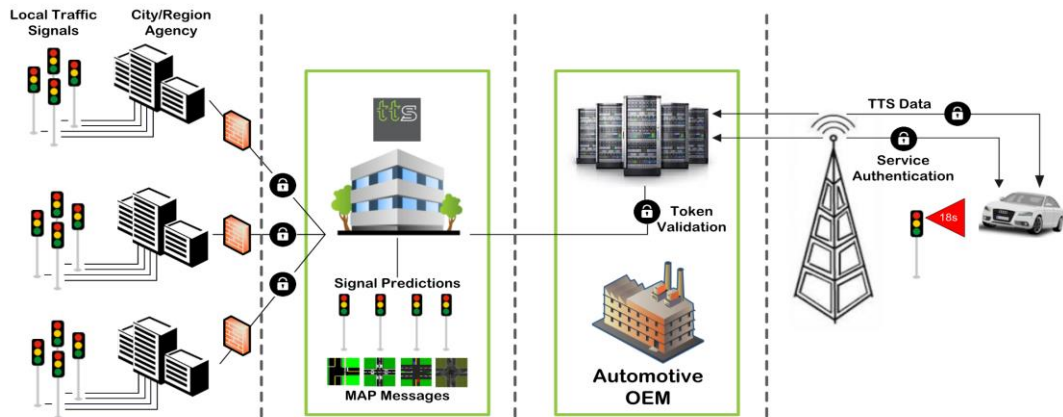 Local Traffic
Signals
City/Region
Agency
tts
Signal Predictions
MAP Messages
Token
Validation
Automotive
OEM
TTS Data
Service
Authentication
18s